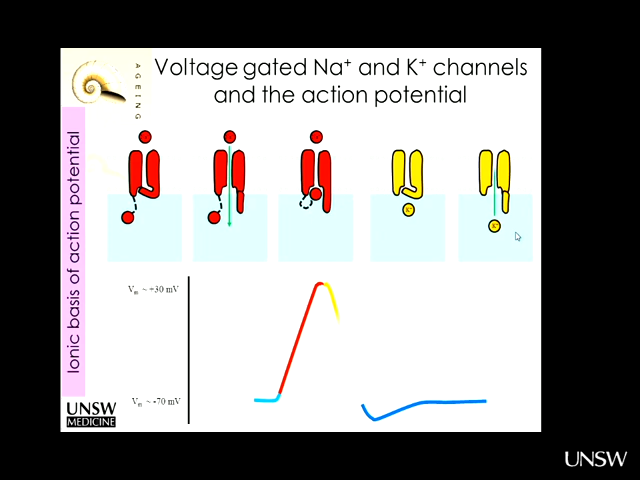 Voltage gated Na⁺ and K⁺ channels
and the action potential
AGEING
Ionic basis of action potential
K⁺
K⁺
Vₘ ~ +30 mV
Vₘ ~ -70 mV
UNSW
MEDICINE
UNSW